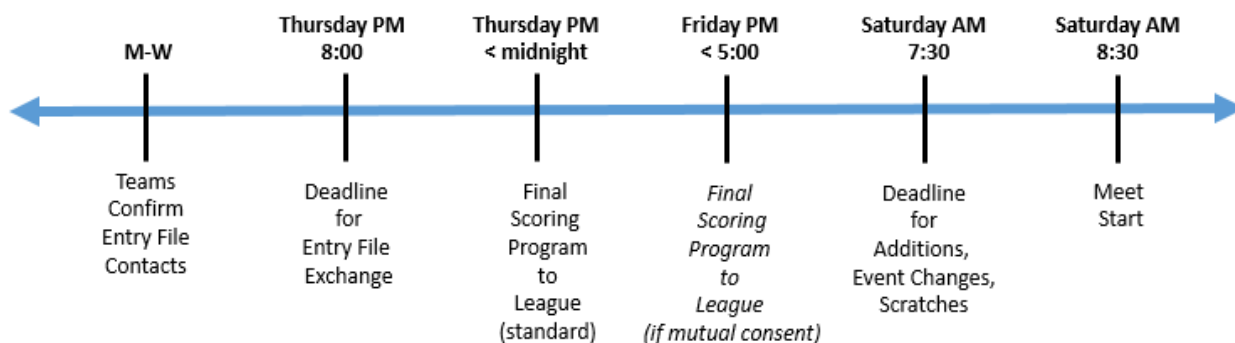 M-W
Thursday PM
8:00
Thursday PM
< midnight
Friday PM
< 5:00
Saturday AM
7:30
Saturday AM
8:30
Teams
Confirm
Entry File
Contacts
Deadline
for
Entry File
Exchange
Final
Scoring
Program
to
League
(standard)
Final
Scoring
Program
to
League
(if mutual consent)
Deadline
for
Additions,
Event Changes,
Scratches
Meet
Start